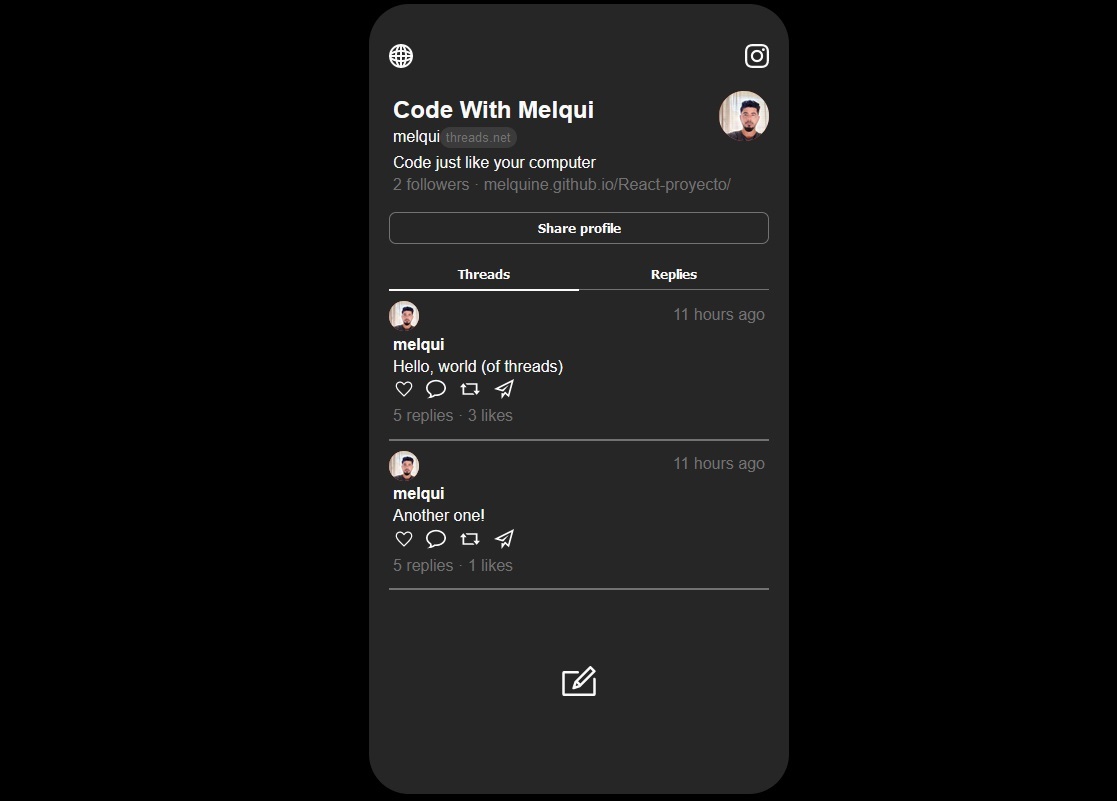 Code With Melqui
melqui threads.net
Code just like your computer
2 followers · melquine.github.io/React-proyecto/
Share profile
Threads Replies
11 hours ago
melqui
Hello, world (of threads)
5 replies · 3 likes
11 hours ago
melqui
Another one!
5 replies · 1 likes